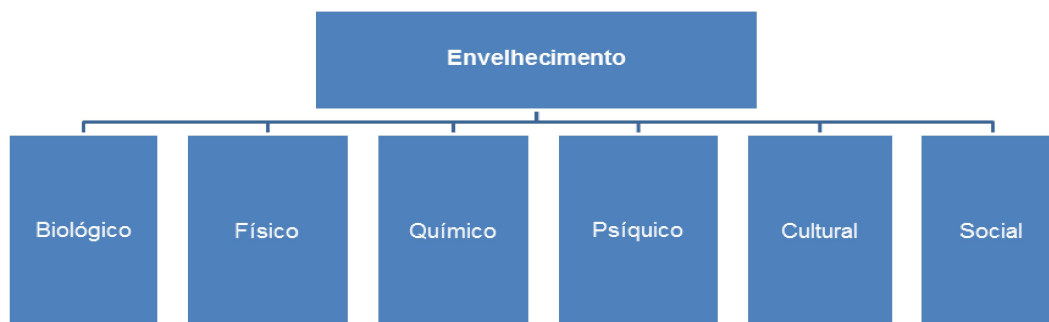 Envelhecimento
Biológico
Físico
Químico
Psíquico
Cultural
Social